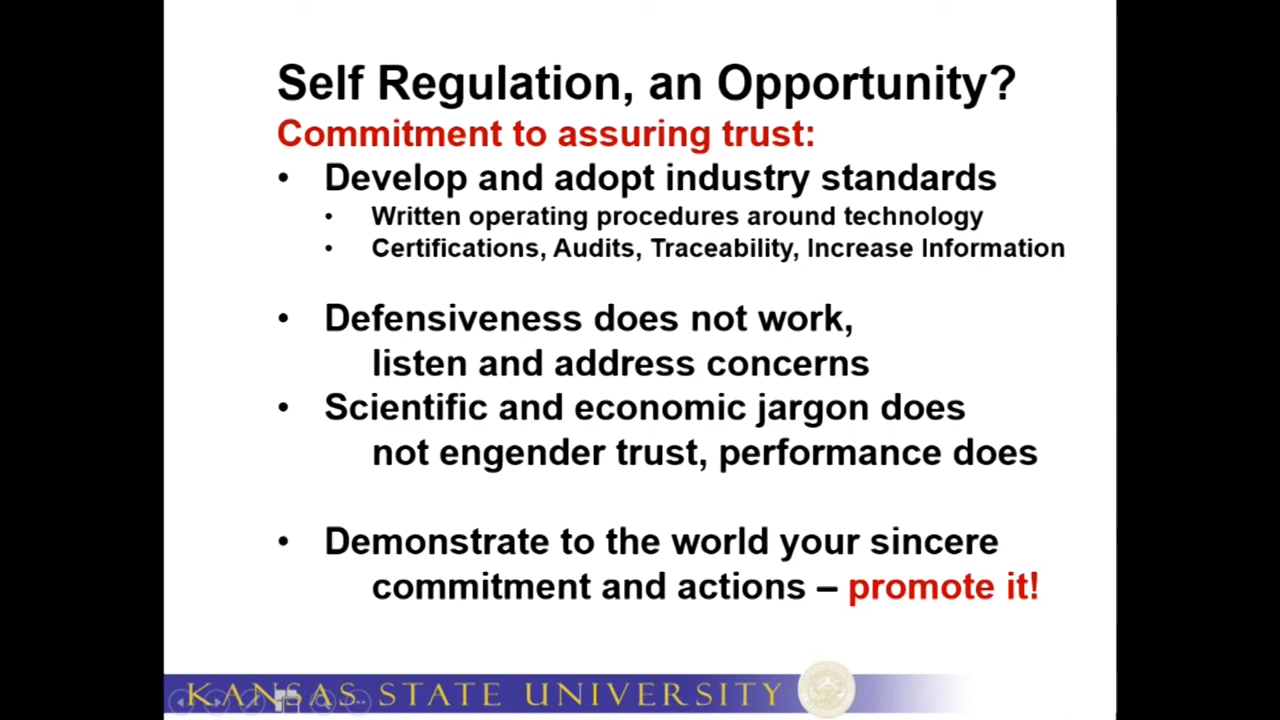 Self Regulation, an Opportunity?
Commitment to assuring trust:
• Develop and adopt industry standards
• Written operating procedures around technology
• Certifications, Audits, Traceability, Increase Information
• Defensiveness does not work,
listen and address concerns
• Scientific and economic jargon does
not engender trust, performance does
• Demonstrate to the world your sincere
commitment and actions – promote it!
KANSAS STATE UNIVERSITY